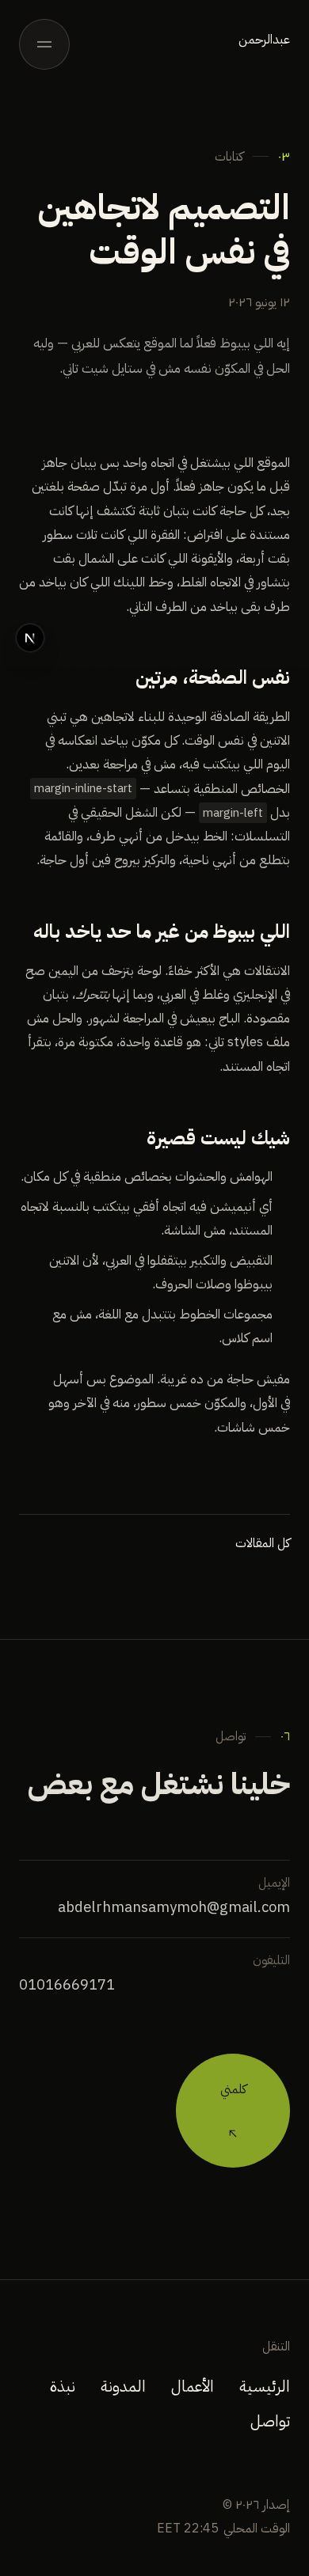 عبدالرحمن
٠٣ — كتابات
التصميم لاتجاهين
في نفس الوقت
١٢ يونيو ٢٠٢٦
إيه اللي بيبوظ فعلاً لما الموقع يتعكس للعربي — وليه
الحل في المكوّن نفسه مش في ستايل شيت تاني.
الموقع اللي بيشتغل في اتجاه واحد بس بيبان جاهز
قبل ما يكون جاهز فعلاً. أول مرة تبدّل صفحة بلغتين
بجد، كل حاجة كانت بتبان ثابتة تكتشف إنها كانت
مستندة على افتراض: الفقرة اللي كانت تلات سطور
بقت أربعة، والأيقونة اللي كانت على الشمال بقت
بتشاور في الاتجاه الغلط، وخط اللينك اللي كان بياخد من
طرف بقى بياخد من الطرف التاني.
N
نفس الصفحة، مرتين
الطريقة الصادقة الوحيدة للبناء لاتجاهين هي تبني
الاتنين في نفس الوقت. كل مكوّن بياخد انعكاسه في
اليوم اللي بيتكتب فيه، مش في مراجعة بعدين.
الخصائص المنطقية بتساعد — margin-inline-start
بدل margin-left — لكن الشغل الحقيقي في
التسلسلات: الخط بيدخل من أنهي طرف، والقائمة
بتطلع من أنهي ناحية، والتركيز بيروح فين أول حاجة.
اللي بيبوظ من غير ما حد ياخد باله
الانتقالات هي الأكثر خفاءً. لوحة بتزحف من اليمين صح
في الإنجليزي وغلط في العربي، وبما إنها بتتحرك، بتبان
مقصودة. الباج بيعيش في المراجعة لشهور. والحل مش
ملف styles تاني: هو قاعدة واحدة، مكتوبة مرة، بتقرأ
اتجاه المستند.
شيك ليست قصيرة
الهوامش والحشوات بخصائص منطقية في كل مكان.
أي أنيميشن فيه اتجاه أفقي بيتكتب بالنسبة لاتجاه
المستند، مش الشاشة.
التقبيض والتكبير بيتقفلوا في العربي، لأن الاتنين
بيبوظوا وصلات الحروف.
مجموعات الخطوط بتتبدل مع اللغة، مش مع
اسم كلاس.
مفيش حاجة من ده غريبة. الموضوع بس أسهل
في الأول، والمكوّن خمس سطور، منه في الآخر وهو
خمس شاشات.
كل المقالات
٠٦ — تواصل
خلينا نشتغل مع بعض
الإيميل
abdelrhmansamymoh@gmail.com
التليفون
01016669171
كلمني
التنقل
الرئيسية الأعمال المدونة نبذة
تواصل
إصدار ٢٠٢٦ ©
الوقت المحلي 22:45 EET